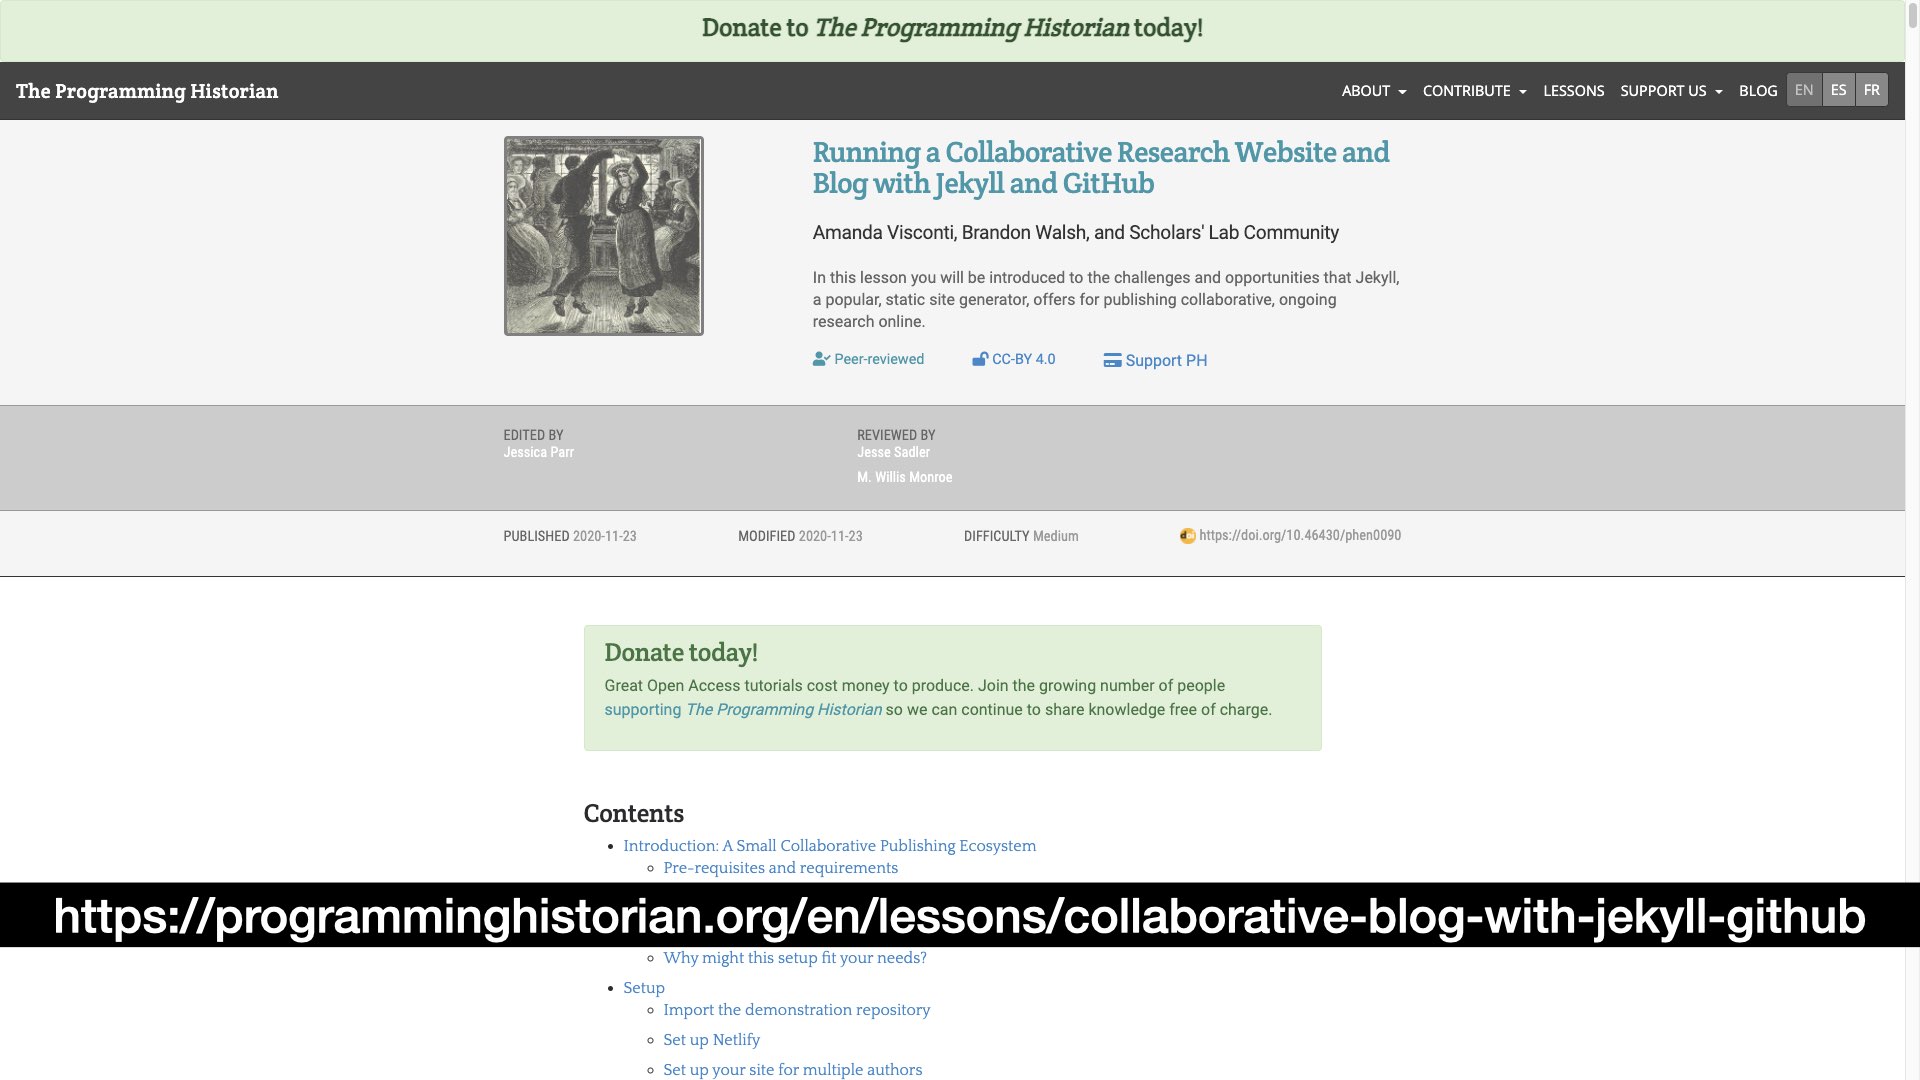 Donate to The Programming Historian today!
The Programming Historian
ABOUT CONTRIBUTE LESSONS SUPPORT US BLOG EN ES FR
Running a Collaborative Research Website and
Blog with Jekyll and GitHub
Amanda Visconti, Brandon Walsh, and Scholars' Lab Community
In this lesson you will be introduced to the challenges and opportunities that Jekyll,
a popular, static site generator, offers for publishing collaborative, ongoing
research online.
Peer-reviewed CC-BY 4.0 Support PH
EDITED BY
Jessica Parr
REVIEWED BY
Jesse Sadler
M. Willis Monroe
PUBLISHED 2020-11-23 MODIFIED 2020-11-23 DIFFICULTY Medium https://doi.org/10.46430/phen0090
Donate today!
Great Open Access tutorials cost money to produce. Join the growing number of people
supporting The Programming Historian so we can continue to share knowledge free of charge.
Contents
Introduction: A Small Collaborative Publishing Ecosystem
Pre-requisites and requirements
https://programminghistorian.org/en/lessons/collaborative-blog-with-jekyll-github
Why might this setup fit your needs?
Setup
Import the demonstration repository
Set up Netlify
Set up your site for multiple authors